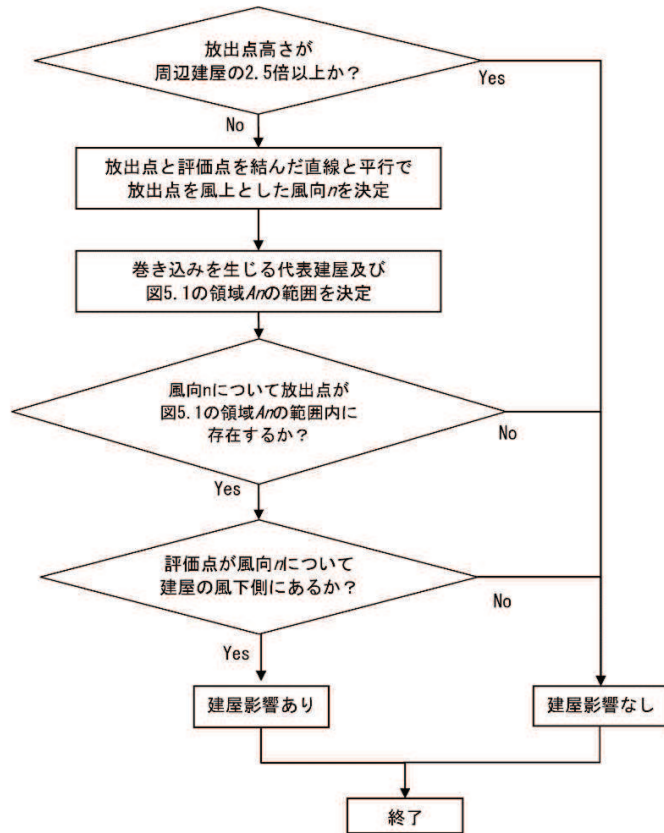 放出点高さが
周辺建屋の2.5倍以上か？
Yes
No
放出点と評価点を結んだ直線と平行で
放出点を風上とした風向nを決定
巻き込みを生じる代表建屋及び
図5.1の領域Anの範囲を決定
風向nについて放出点が
図5.1の領域Anの範囲内に
存在するか？
No
Yes
評価点が風向nについて
建屋の風下側にあるか？
No
Yes
建屋影響あり
建屋影響なし
終了